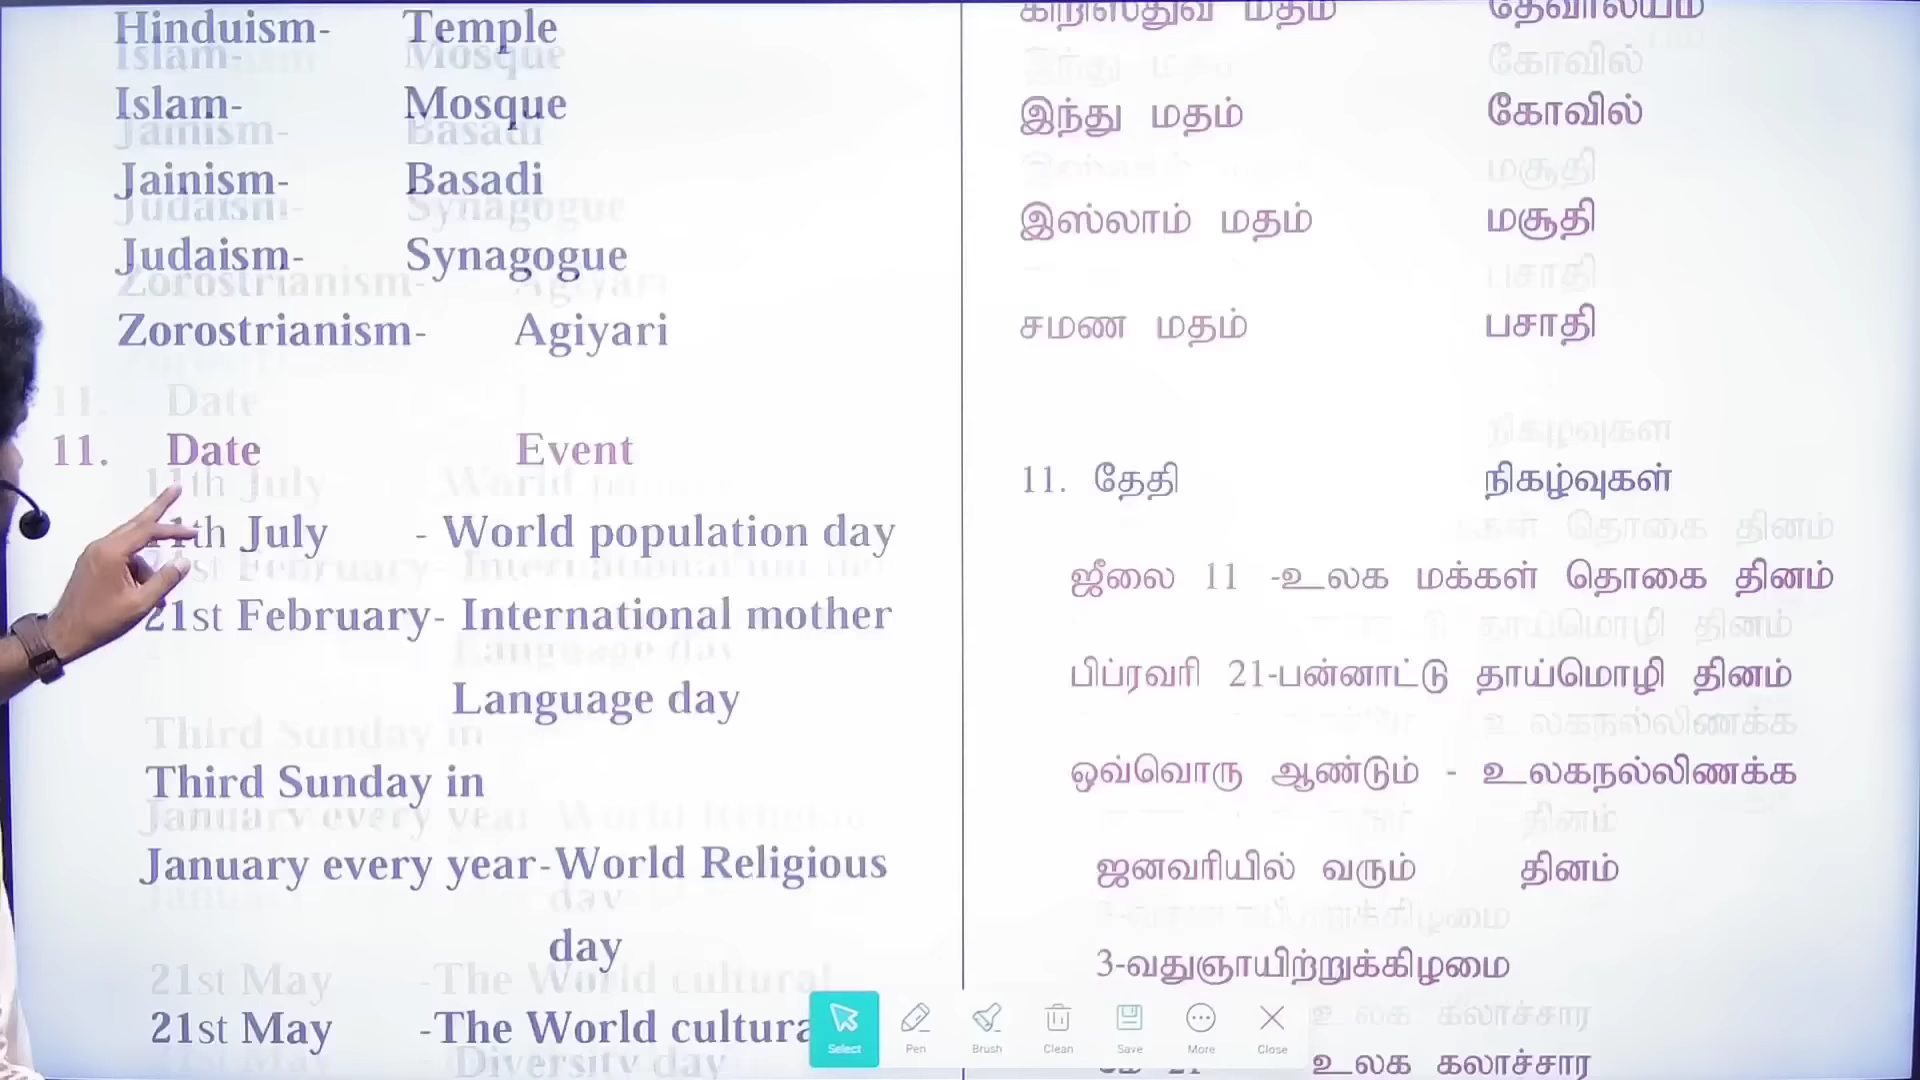 Hinduism- Temple
Islam- Mosque
Jainism- Basadi
Judaism- Synagogue
Zorostrianism- Agiyari
11. Date Event
11th July - World population day
21st February- International mother
Language day
Third Sunday in
January every year-World Religious
day
21st May -The World cultura
Diversity day
கிறிஸ்துவ மதம் தேவாலயம்
இந்து மதம் கோவில்
இஸ்லாம் மதம் மசூதி
சமண மதம் பசாதி
11. தேதி நிகழ்வுகள்
ஜீலை 11 -உலக மக்கள் தொகை தினம்
பிப்ரவரி 21-பன்னாட்டு தாய்மொழி தினம்
ஒவ்வொரு ஆண்டும் - உலகநல்லிணக்க
ஜனவரியில் வரும் தினம்
3-வதுஞாயிற்றுக்கிழமை
உலக கலாச்சார
Select Pen Brush Clean Save More Close